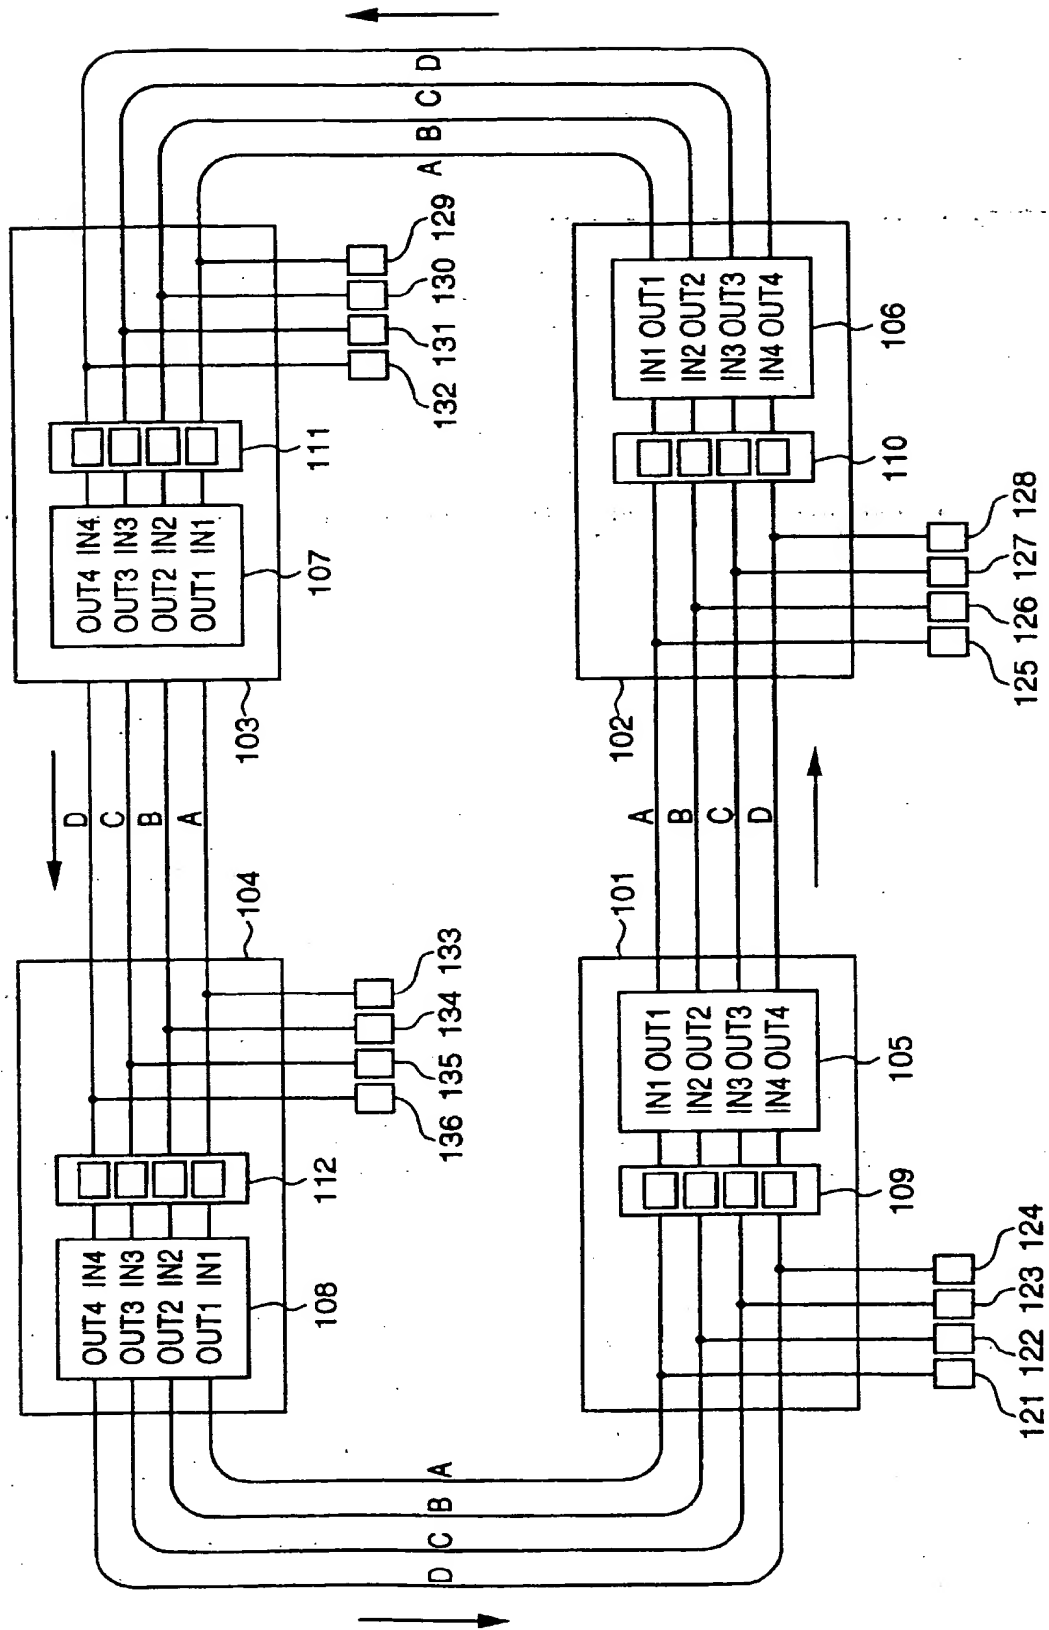 OUT4 IN4
OUT3 IN3
OUT2 IN2
OUT1 IN1
108
112
104
136
135
134
133
D
C
B
A
OUT4 IN4
OUT3 IN3
OUT2 IN2
OUT1 IN1
107
111
103
132
131
130
129
D
C
B
A
A
B
C
D
101
IN1 OUT1
IN2 OUT2
IN3 OUT3
IN4 OUT4
109
105
121
122
123
124
A
B
C
D
102
IN1 OUT1
IN2 OUT2
IN3 OUT3
IN4 OUT4
110
106
125
126
127
128
A
B
C
D